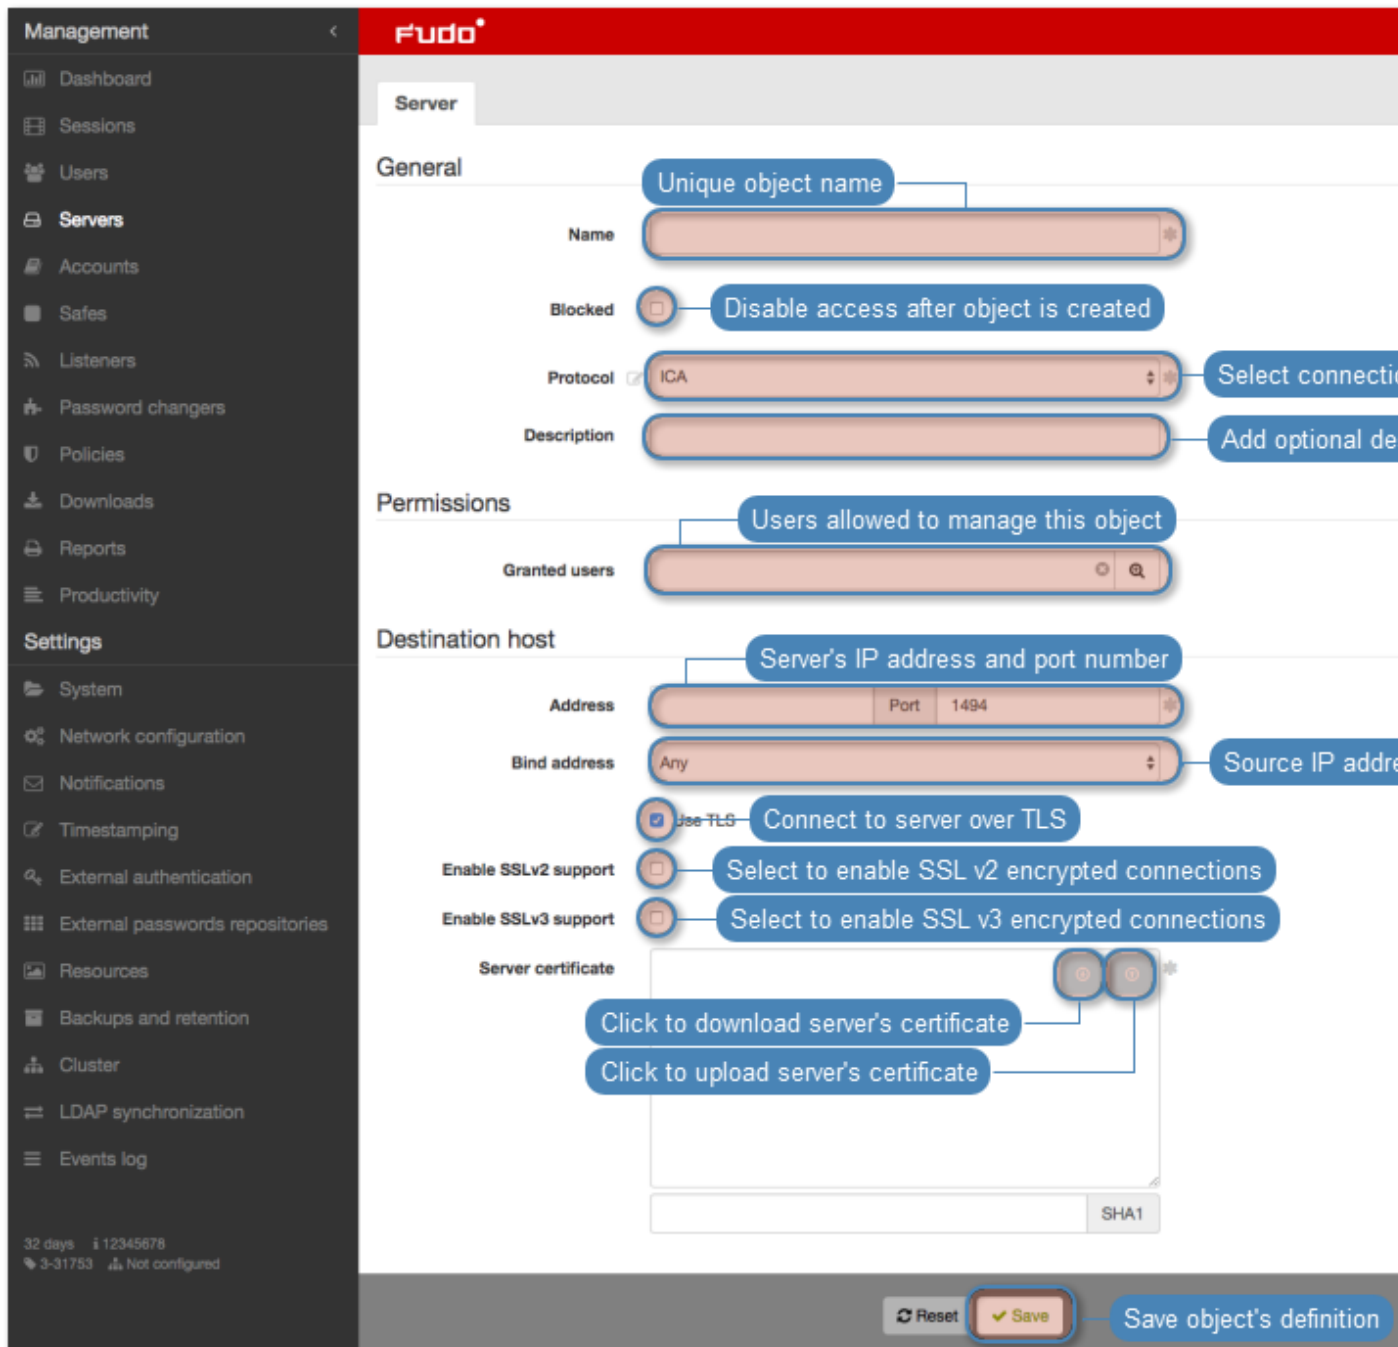 Management
Dashboard
Sessions
Users
Servers
Accounts
Safes
Listeners
Password changers
Policies
Downloads
Reports
Productivity
Settings
System
Network configuration
Notifications
Timestamping
External authentication
External passwords repositories
Resources
Backups and retention
Cluster
LDAP synchronization
Events log
32 days i 12345678
3-31753 Not configured
FUDO
Server
General
Unique object name
Name
Blocked Disable access after object is created
Protocol ICA Select connectio
Description Add optional de
Permissions
Users allowed to manage this object
Granted users
Destination host
Server's IP address and port number
Address Port 1494
Bind address Any Source IP addre
Use TLS Connect to server over TLS
Enable SSLv2 support Select to enable SSL v2 encrypted connections
Enable SSLv3 support Select to enable SSL v3 encrypted connections
Server certificate
Click to download server's certificate
Click to upload server's certificate
SHA1
Reset Save Save object's definition